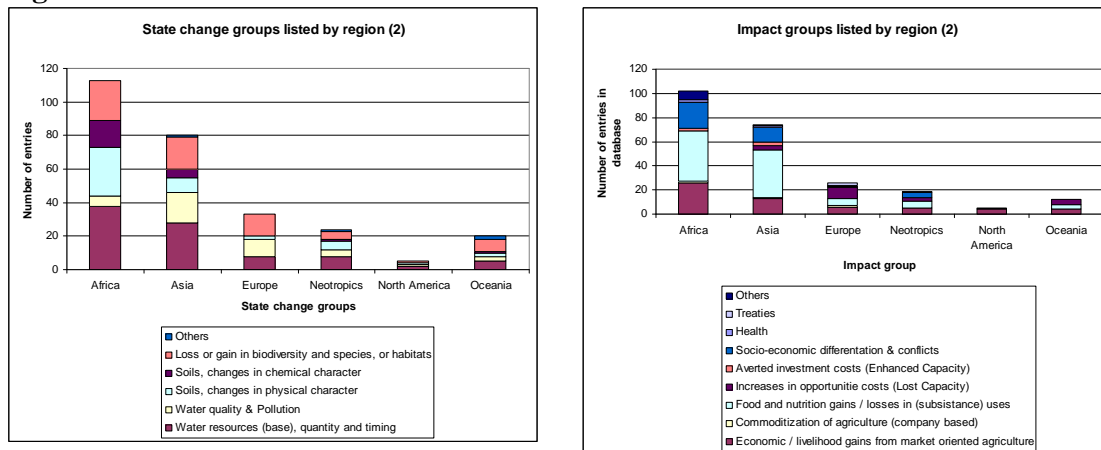 State change groups listed by region (2)
Number of entries
120
100
80
60
40
20
0
Africa
Asia
Europe
Neotropics
North America
Oceania
State change groups
Others
Loss or gain in biodiversity and species, or habitats
Soils, changes in chemical character
Soils, changes in physical character
Water quality & Pollution
Water resources (base), quantity and timing
Impact groups listed by region (2)
Number of entries in
database
120
100
80
60
40
20
0
Africa
Asia
Europe
Neotropics
North
America
Oceania
Impact group
Others
Treaties
Health
Socio-economic differentation & conflicts
Averted investment costs (Enhanced Capacity)
Increases in opportunitie costs (Lost Capacity)
Food and nutrition gains / losses in (subsistance) uses
Commoditization of agriculture (company based)
Economic / livelihood gains from market oriented agriculture